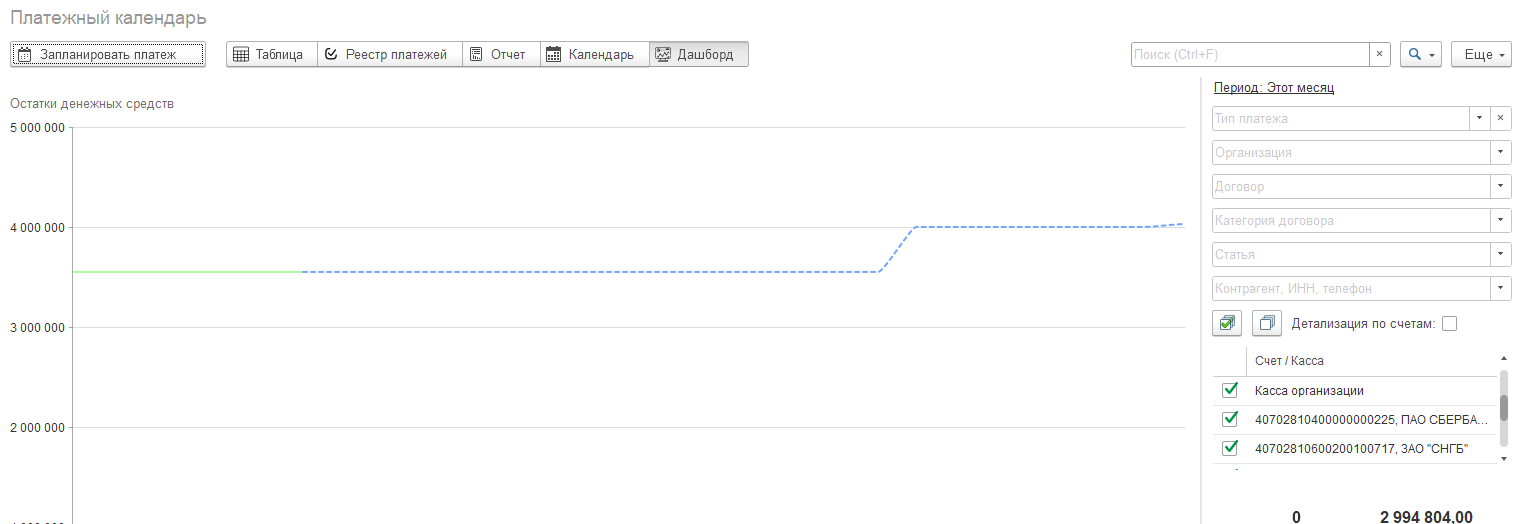 Платежный календарь
Запланировать платеж Таблица Реестр платежей Отчет Календарь Дашборд Поиск (Ctrl+F) × Еще
Период: Этот месяц
Остатки денежных средств
Тип платежа ×
5 000 000
Организация
Договор
4 000 000
Категория договора
Статья
Контрагент, ИНН, телефон
3 000 000
Детализация по счетам:
Счет / Касса
Касса организации
40702810400000000225, ПАО СБЕРБА...
2 000 000
40702810600200100717, ЗАО "СНГБ"
0 2 994 804,00